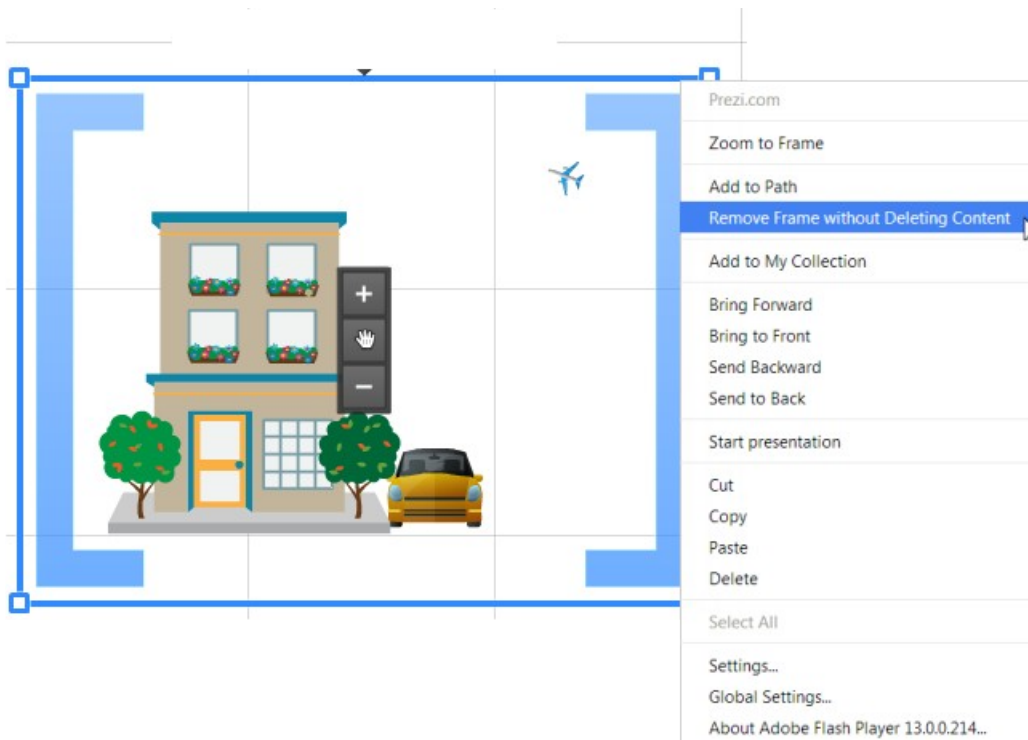 Prezi.com
Zoom to Frame
Add to Path
Remove Frame without Deleting Content
Add to My Collection
Bring Forward
Bring to Front
Send Backward
Send to Back
Start presentation
Cut
Copy
Paste
Delete
Select All
Settings...
Global Settings...
About Adobe Flash Player 13.0.0.214...